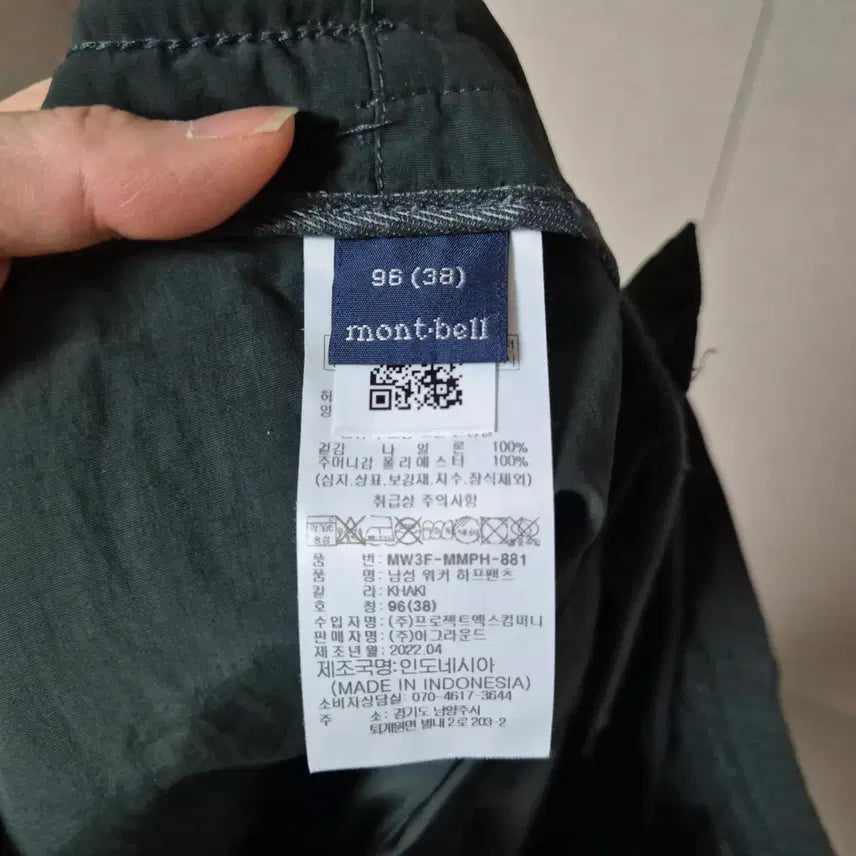 96 (38)
mont·bell
허
영
겉감 나 일 론 100%
주머니감 폴리에스터 100%
(심지.상표.보강재.지수.장식제외)
취급상 주의사항
품 번: MW3F-MMPH-881
품 명: 남성 워커 하프팬츠
칼 라: KHAKI
호 칭: 96(38)
수입자명: (주)프로젝트엑스컴퍼니
판매자명: (주)어그라운드
제조년월: 2022.04
제조국명:인도네시아
(MADE IN INDONESIA)
소비자상담실: 070-4617-3644
주 소: 경기도 남양주시
퇴계원면 별내2로 203-2